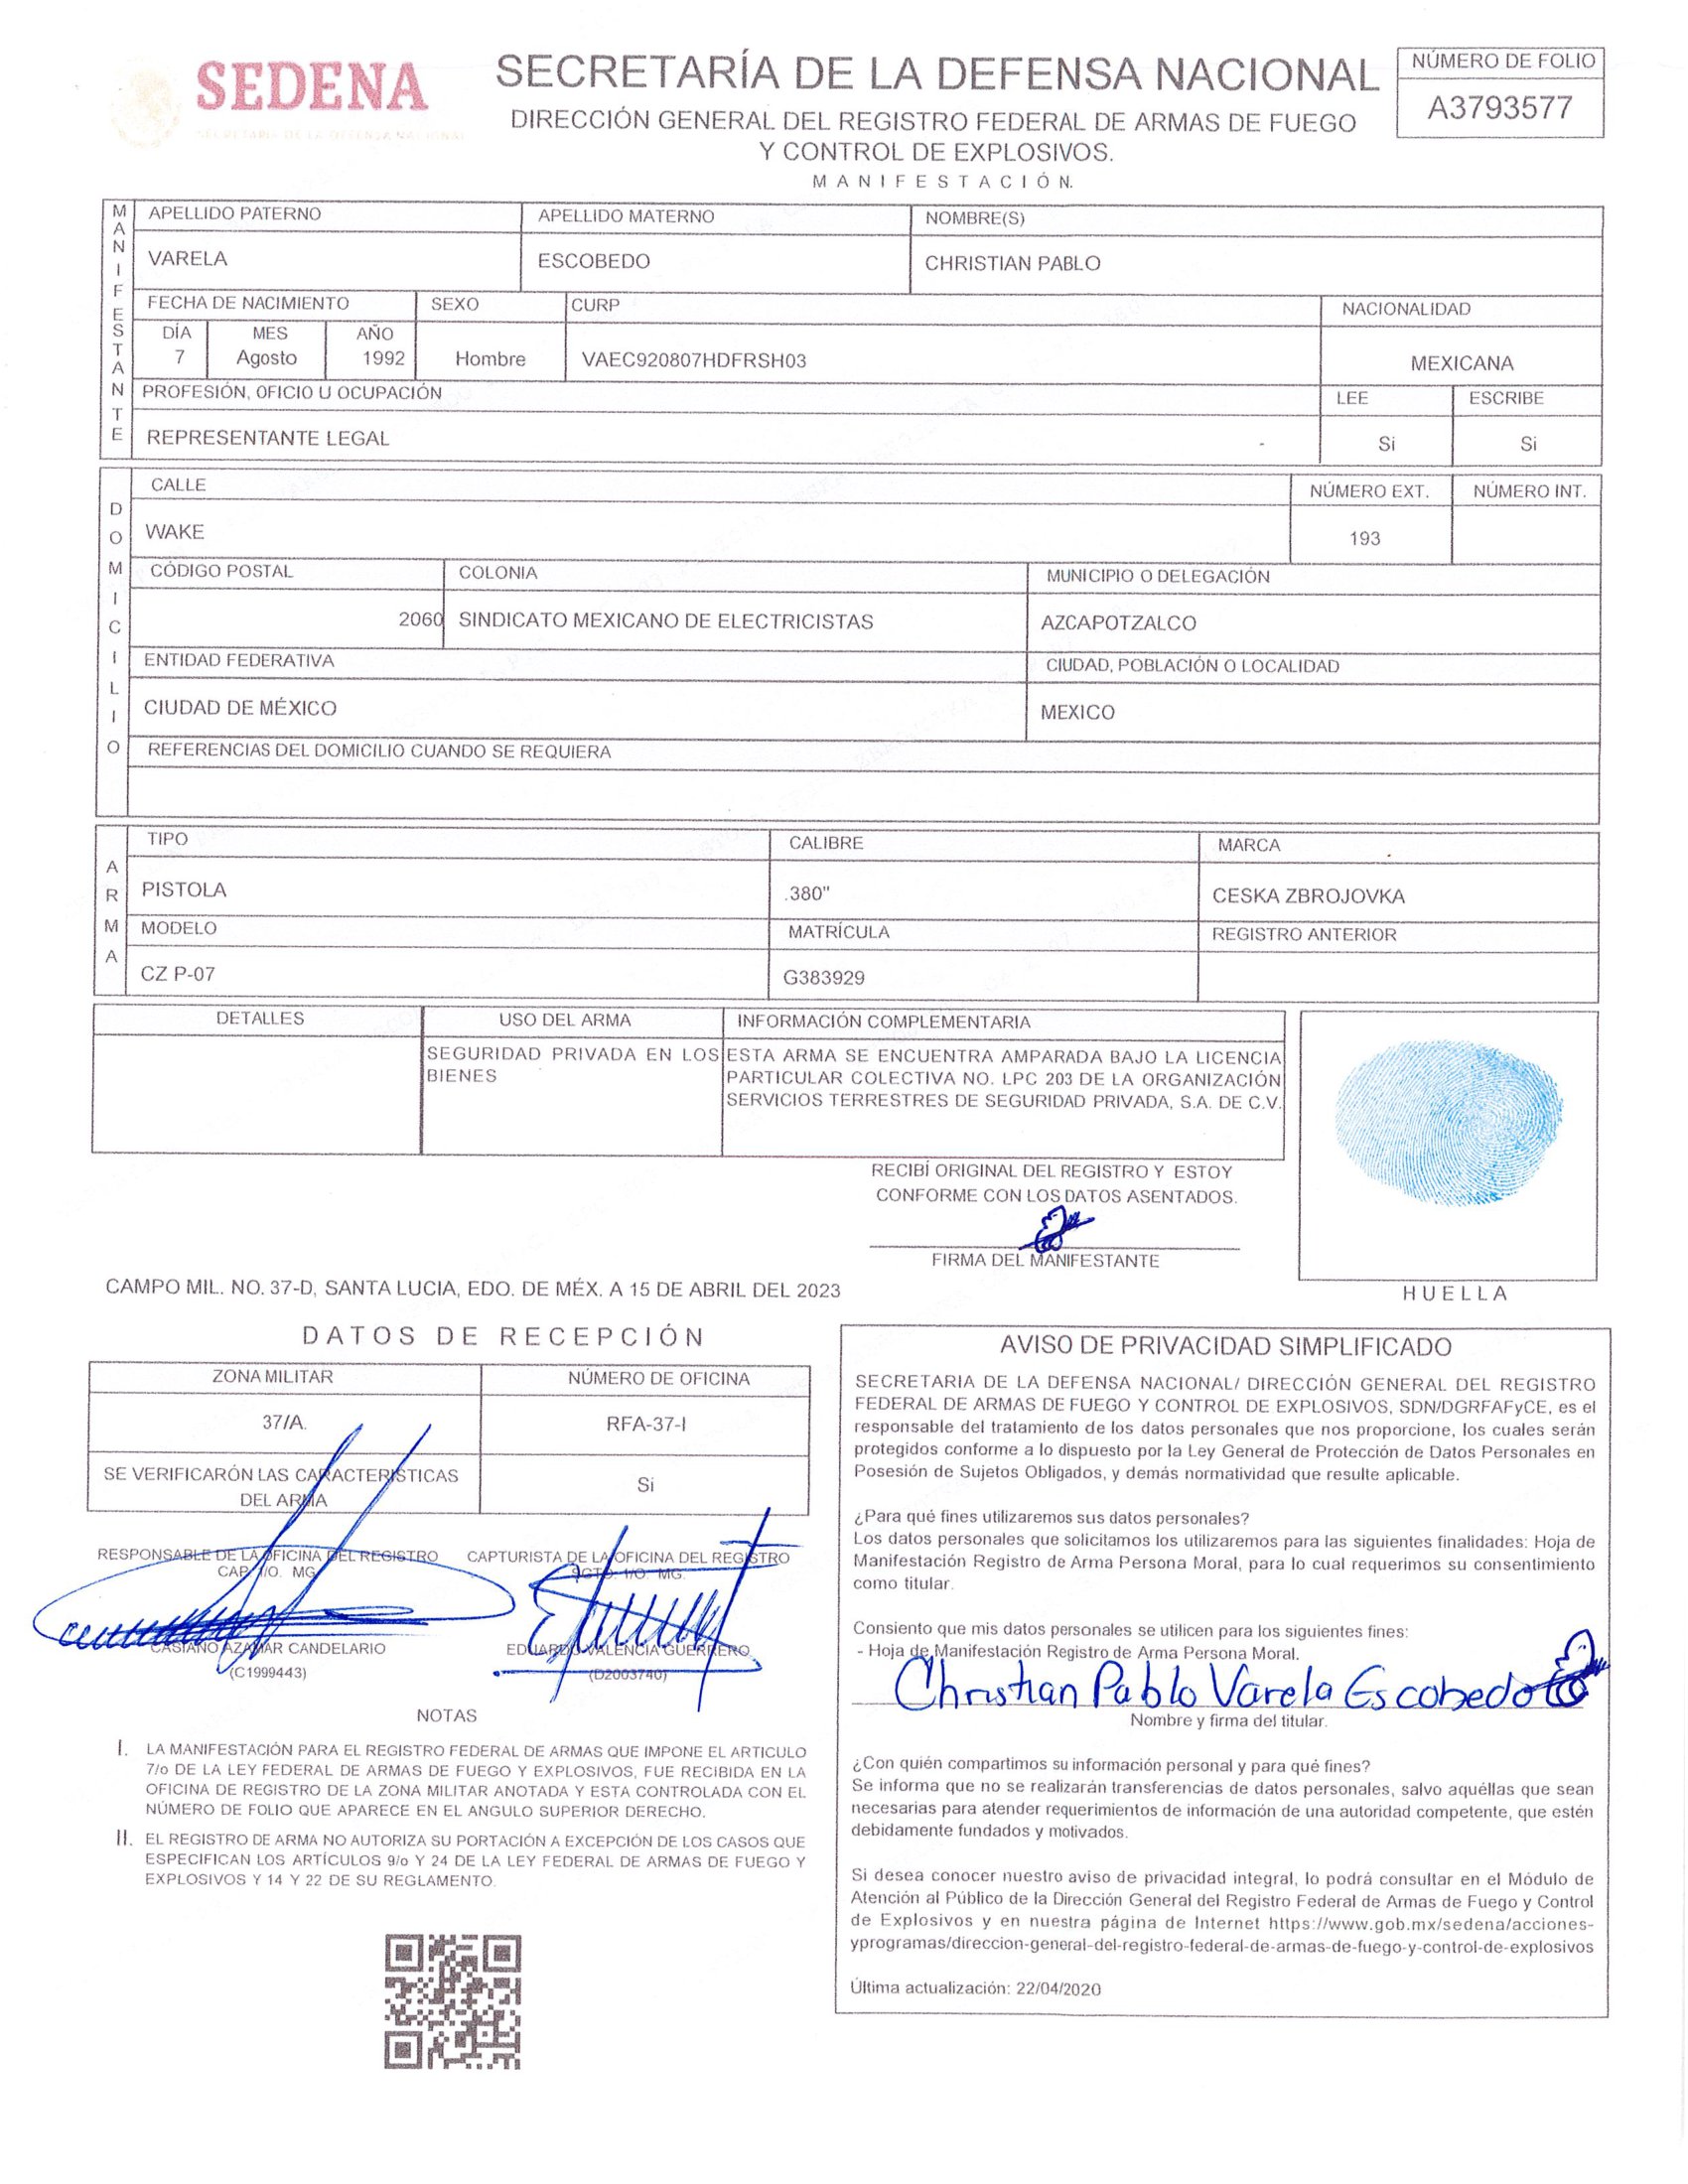 SEDENA
SECRETARÍA DE LA DEFENSA NACIONAL
SECRETARÍA DE LA DEFENSA NACIONAL
DIRECCIÓN GENERAL DEL REGISTRO FEDERAL DE ARMAS DE FUEGO
Y CONTROL DE EXPLOSIVOS.
MANIFESTACIÓN.
NÚMERO DE FOLIO
A3793577
MANIFESTANTE
APELLIDO PATERNO APELLIDO MATERNO NOMBRE(S)
VARELA ESCOBEDO CHRISTIAN PABLO
FECHA DE NACIMIENTO SEXO CURP NACIONALIDAD
DÍA MES AÑO
7 Agosto 1992 Hombre VAEC920807HDFRSH03 MEXICANA
PROFESIÓN, OFICIO U OCUPACIÓN LEE ESCRIBE
REPRESENTANTE LEGAL - Si Si
DOMICILIO
CALLE NÚMERO EXT. NÚMERO INT.
WAKE 193
CÓDIGO POSTAL COLONIA MUNICIPIO O DELEGACIÓN
2060 SINDICATO MEXICANO DE ELECTRICISTAS AZCAPOTZALCO
ENTIDAD FEDERATIVA CIUDAD, POBLACIÓN O LOCALIDAD
CIUDAD DE MÉXICO MEXICO
REFERENCIAS DEL DOMICILIO CUANDO SE REQUIERA
ARMA
TIPO CALIBRE MARCA
PISTOLA .380" CESKA ZBROJOVKA
MODELO MATRÍCULA REGISTRO ANTERIOR
CZ P-07 G383929
DETALLES USO DEL ARMA INFORMACIÓN COMPLEMENTARIA
SEGURIDAD PRIVADA EN LOS ESTA ARMA SE ENCUENTRA AMPARADA BAJO LA LICENCIA
BIENES PARTICULAR COLECTIVA NO. LPC 203 DE LA ORGANIZACIÓN
SERVICIOS TERRESTRES DE SEGURIDAD PRIVADA, S.A. DE C.V.
RECIBÍ ORIGINAL DEL REGISTRO Y ESTOY
CONFORME CON LOS DATOS ASENTADOS.
FIRMA DEL MANIFESTANTE
HUELLA
CAMPO MIL. NO. 37-D, SANTA LUCIA, EDO. DE MÉX. A 15 DE ABRIL DEL 2023
DATOS DE RECEPCIÓN
ZONA MILITAR NÚMERO DE OFICINA
37/A. RFA-37-I
SE VERIFICARÓN LAS CARACTERISTICAS
DEL ARMA Si
RESPONSABLE DE LA OFICINA DEL REGISTRO CAPTURISTA DE LA OFICINA DEL REGISTRO
CAP. 1/O. MG. SGTO. 1/O. MG.
CASIANO AZAMAR CANDELARIO EDUARDO VALENCIA GUERRERO
(C1999443) (D2003740)
NOTAS
I. LA MANIFESTACIÓN PARA EL REGISTRO FEDERAL DE ARMAS QUE IMPONE EL ARTICULO
7/o DE LA LEY FEDERAL DE ARMAS DE FUEGO Y EXPLOSIVOS, FUE RECIBIDA EN LA
OFICINA DE REGISTRO DE LA ZONA MILITAR ANOTADA Y ESTA CONTROLADA CON EL
NÚMERO DE FOLIO QUE APARECE EN EL ANGULO SUPERIOR DERECHO.
II. EL REGISTRO DE ARMA NO AUTORIZA SU PORTACIÓN A EXCEPCIÓN DE LOS CASOS QUE
ESPECIFICAN LOS ARTÍCULOS 9/o Y 24 DE LA LEY FEDERAL DE ARMAS DE FUEGO Y
EXPLOSIVOS Y 14 Y 22 DE SU REGLAMENTO.
AVISO DE PRIVACIDAD SIMPLIFICADO
SECRETARIA DE LA DEFENSA NACIONAL/ DIRECCIÓN GENERAL DEL REGISTRO
FEDERAL DE ARMAS DE FUEGO Y CONTROL DE EXPLOSIVOS, SDN/DGRFAFyCE, es el
responsable del tratamiento de los datos personales que nos proporcione, los cuales serán
protegidos conforme a lo dispuesto por la Ley General de Protección de Datos Personales en
Posesión de Sujetos Obligados, y demás normatividad que resulte aplicable.
¿Para qué fines utilizaremos sus datos personales?
Los datos personales que solicitamos los utilizaremos para las siguientes finalidades: Hoja de
Manifestación Registro de Arma Persona Moral, para lo cual requerimos su consentimiento
como titular.
Consiento que mis datos personales se utilicen para los siguientes fines:
- Hoja de Manifestación Registro de Arma Persona Moral.
Christian Pablo Varela Escobedo
Nombre y firma del titular.
¿Con quién compartimos su información personal y para qué fines?
Se informa que no se realizarán transferencias de datos personales, salvo aquéllas que sean
necesarias para atender requerimientos de información de una autoridad competente, que estén
debidamente fundados y motivados.
Si desea conocer nuestro aviso de privacidad integral, lo podrá consultar en el Módulo de
Atención al Público de la Dirección General del Registro Federal de Armas de Fuego y Control
de Explosivos y en nuestra página de Internet https://www.gob.mx/sedena/acciones-
yprogramas/direccion-general-del-registro-federal-de-armas-de-fuego-y-control-de-explosivos
Última actualización: 22/04/2020